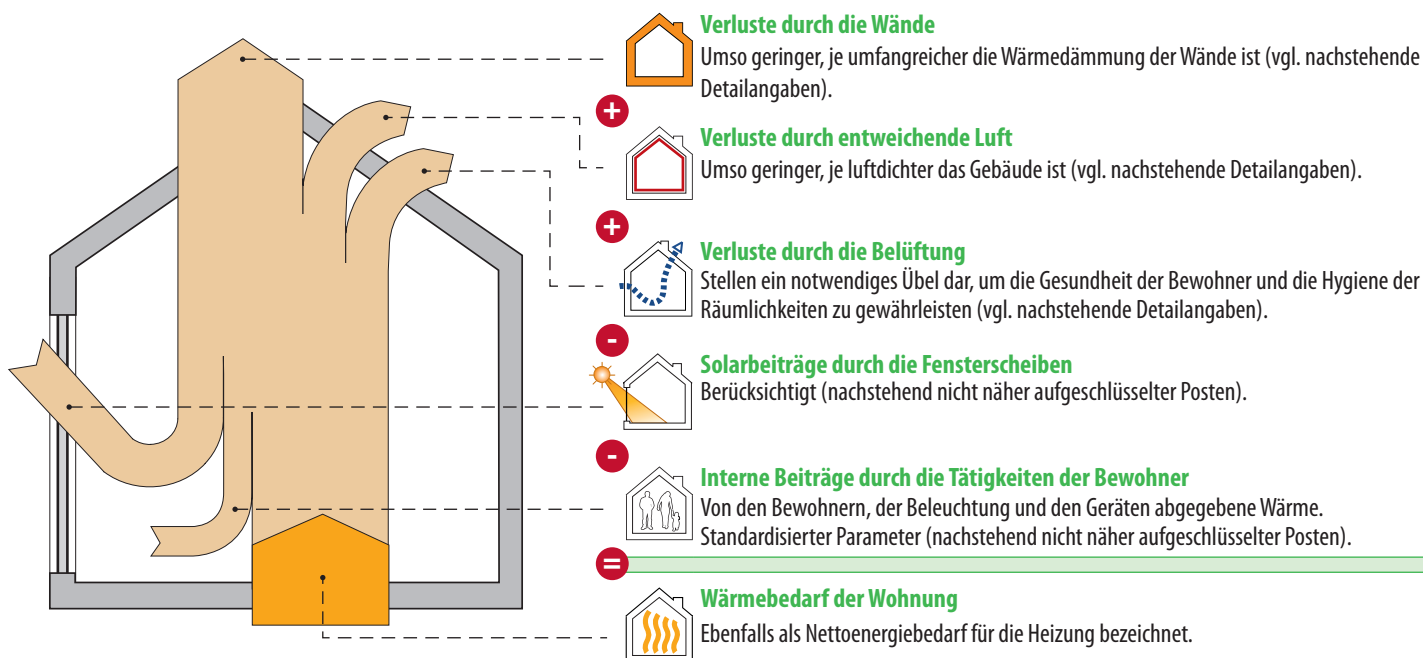 Verluste durch die Wände
Umso geringer, je umfangreicher die Wärmedämmung der Wände ist (vgl. nachstehende
Detailangaben).
+
Verluste durch entweichende Luft
Umso geringer, je luftdichter das Gebäude ist (vgl. nachstehende Detailangaben).
+
Verluste durch die Belüftung
Stellen ein notwendiges Übel dar, um die Gesundheit der Bewohner und die Hygiene der
Räumlichkeiten zu gewährleisten (vgl. nachstehende Detailangaben).
-
Solarbeiträge durch die Fensterscheiben
Berücksichtigt (nachstehend nicht näher aufgeschlüsselter Posten).
-
Interne Beiträge durch die Tätigkeiten der Bewohner
Von den Bewohnern, der Beleuchtung und den Geräten abgegebene Wärme.
Standardisierter Parameter (nachstehend nicht näher aufgeschlüsselter Posten).
=
Wärmebedarf der Wohnung
Ebenfalls als Nettoenergiebedarf für die Heizung bezeichnet.